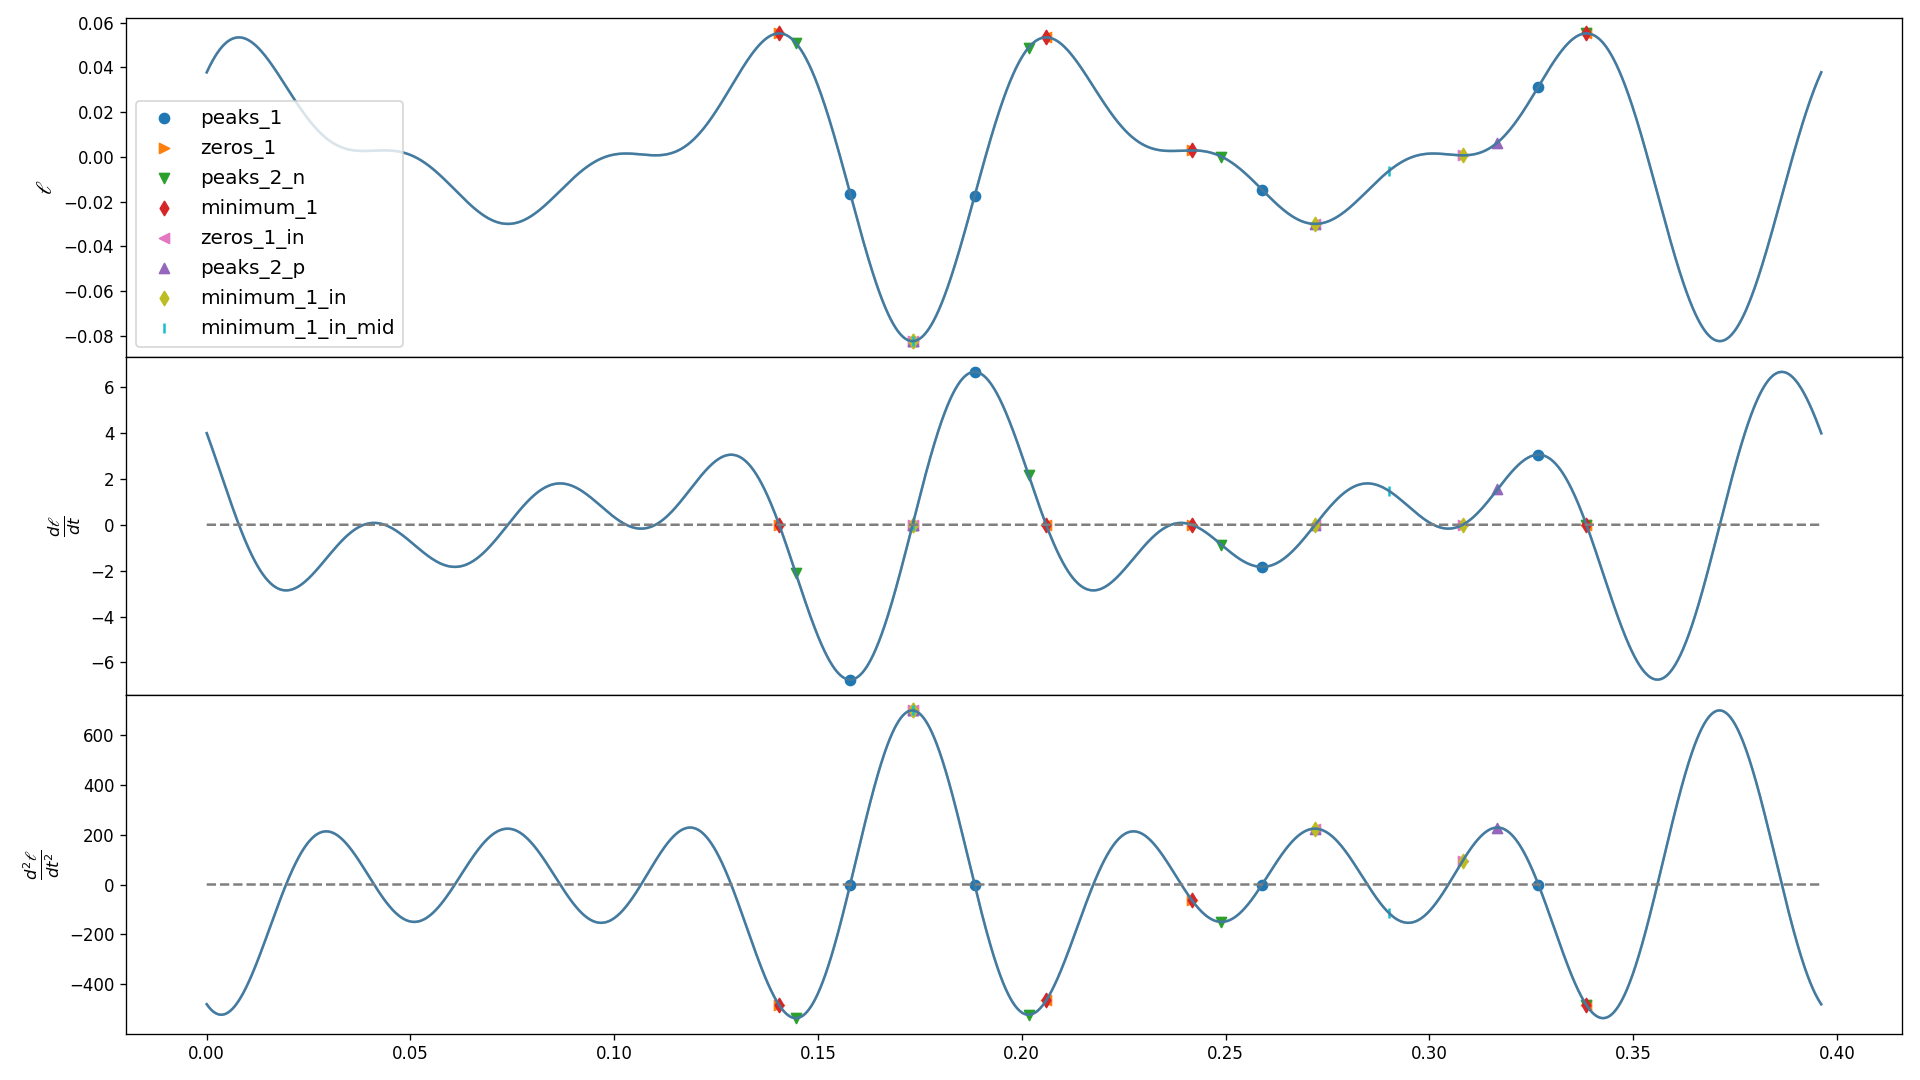 0.06
0.04
0.02
0.00
−0.02
−0.04
−0.06
−0.08
ℓ
peaks_1
zeros_1
peaks_2_n
minimum_1
zeros_1_in
peaks_2_p
minimum_1_in
minimum_1_in_mid
6
4
2
0
−2
−4
−6
dℓ
dt
600
400
200
0
−200
−400
d²ℓ
dt²
0.00 0.05 0.10 0.15 0.20 0.25 0.30 0.35 0.40